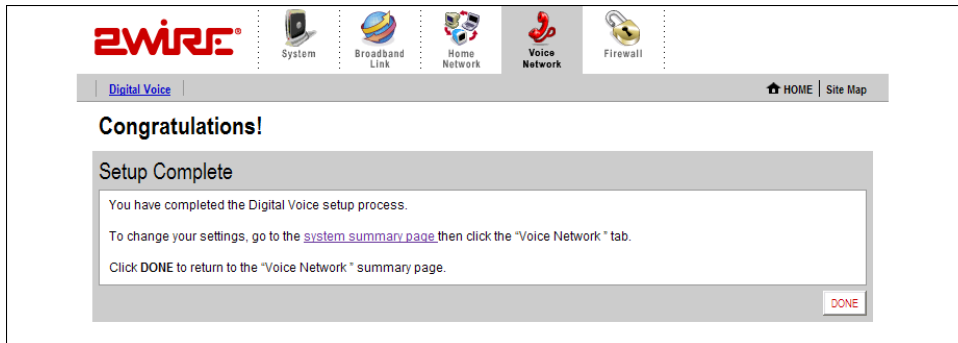 2WIRE®
System
Broadband
Link
Home
Network
Voice
Network
Firewall
Digital Voice
HOME | Site Map
Congratulations!
Setup Complete
You have completed the Digital Voice setup process.
To change your settings, go to the system summary page then click the “Voice Network ” tab.
Click DONE to return to the “Voice Network ” summary page.
DONE